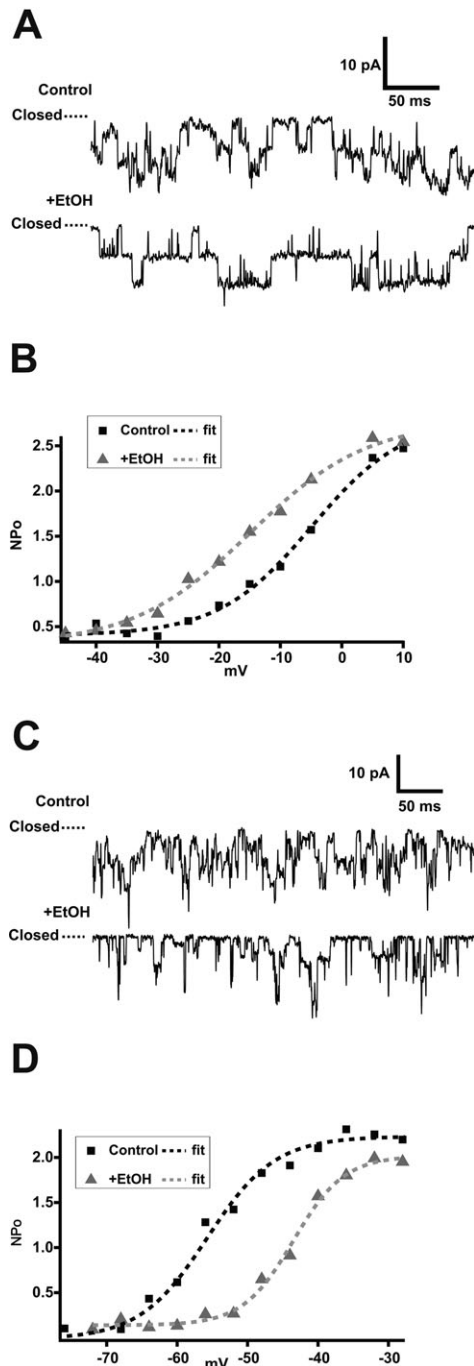 A
10 pA
50 ms
Control
Closed
+EtOH
Closed
B
Control fit
+EtOH fit
2.5
2.0
1.5
1.0
0.5
NPo
-40 -30 -20 -10 0 10
mV
C
10 pA
50 ms
Control
Closed
+EtOH
Closed
D
Control fit
+EtOH fit
2.0
1.5
1.0
0.5
NPo
-70 -60 -50 -40 -30
mV